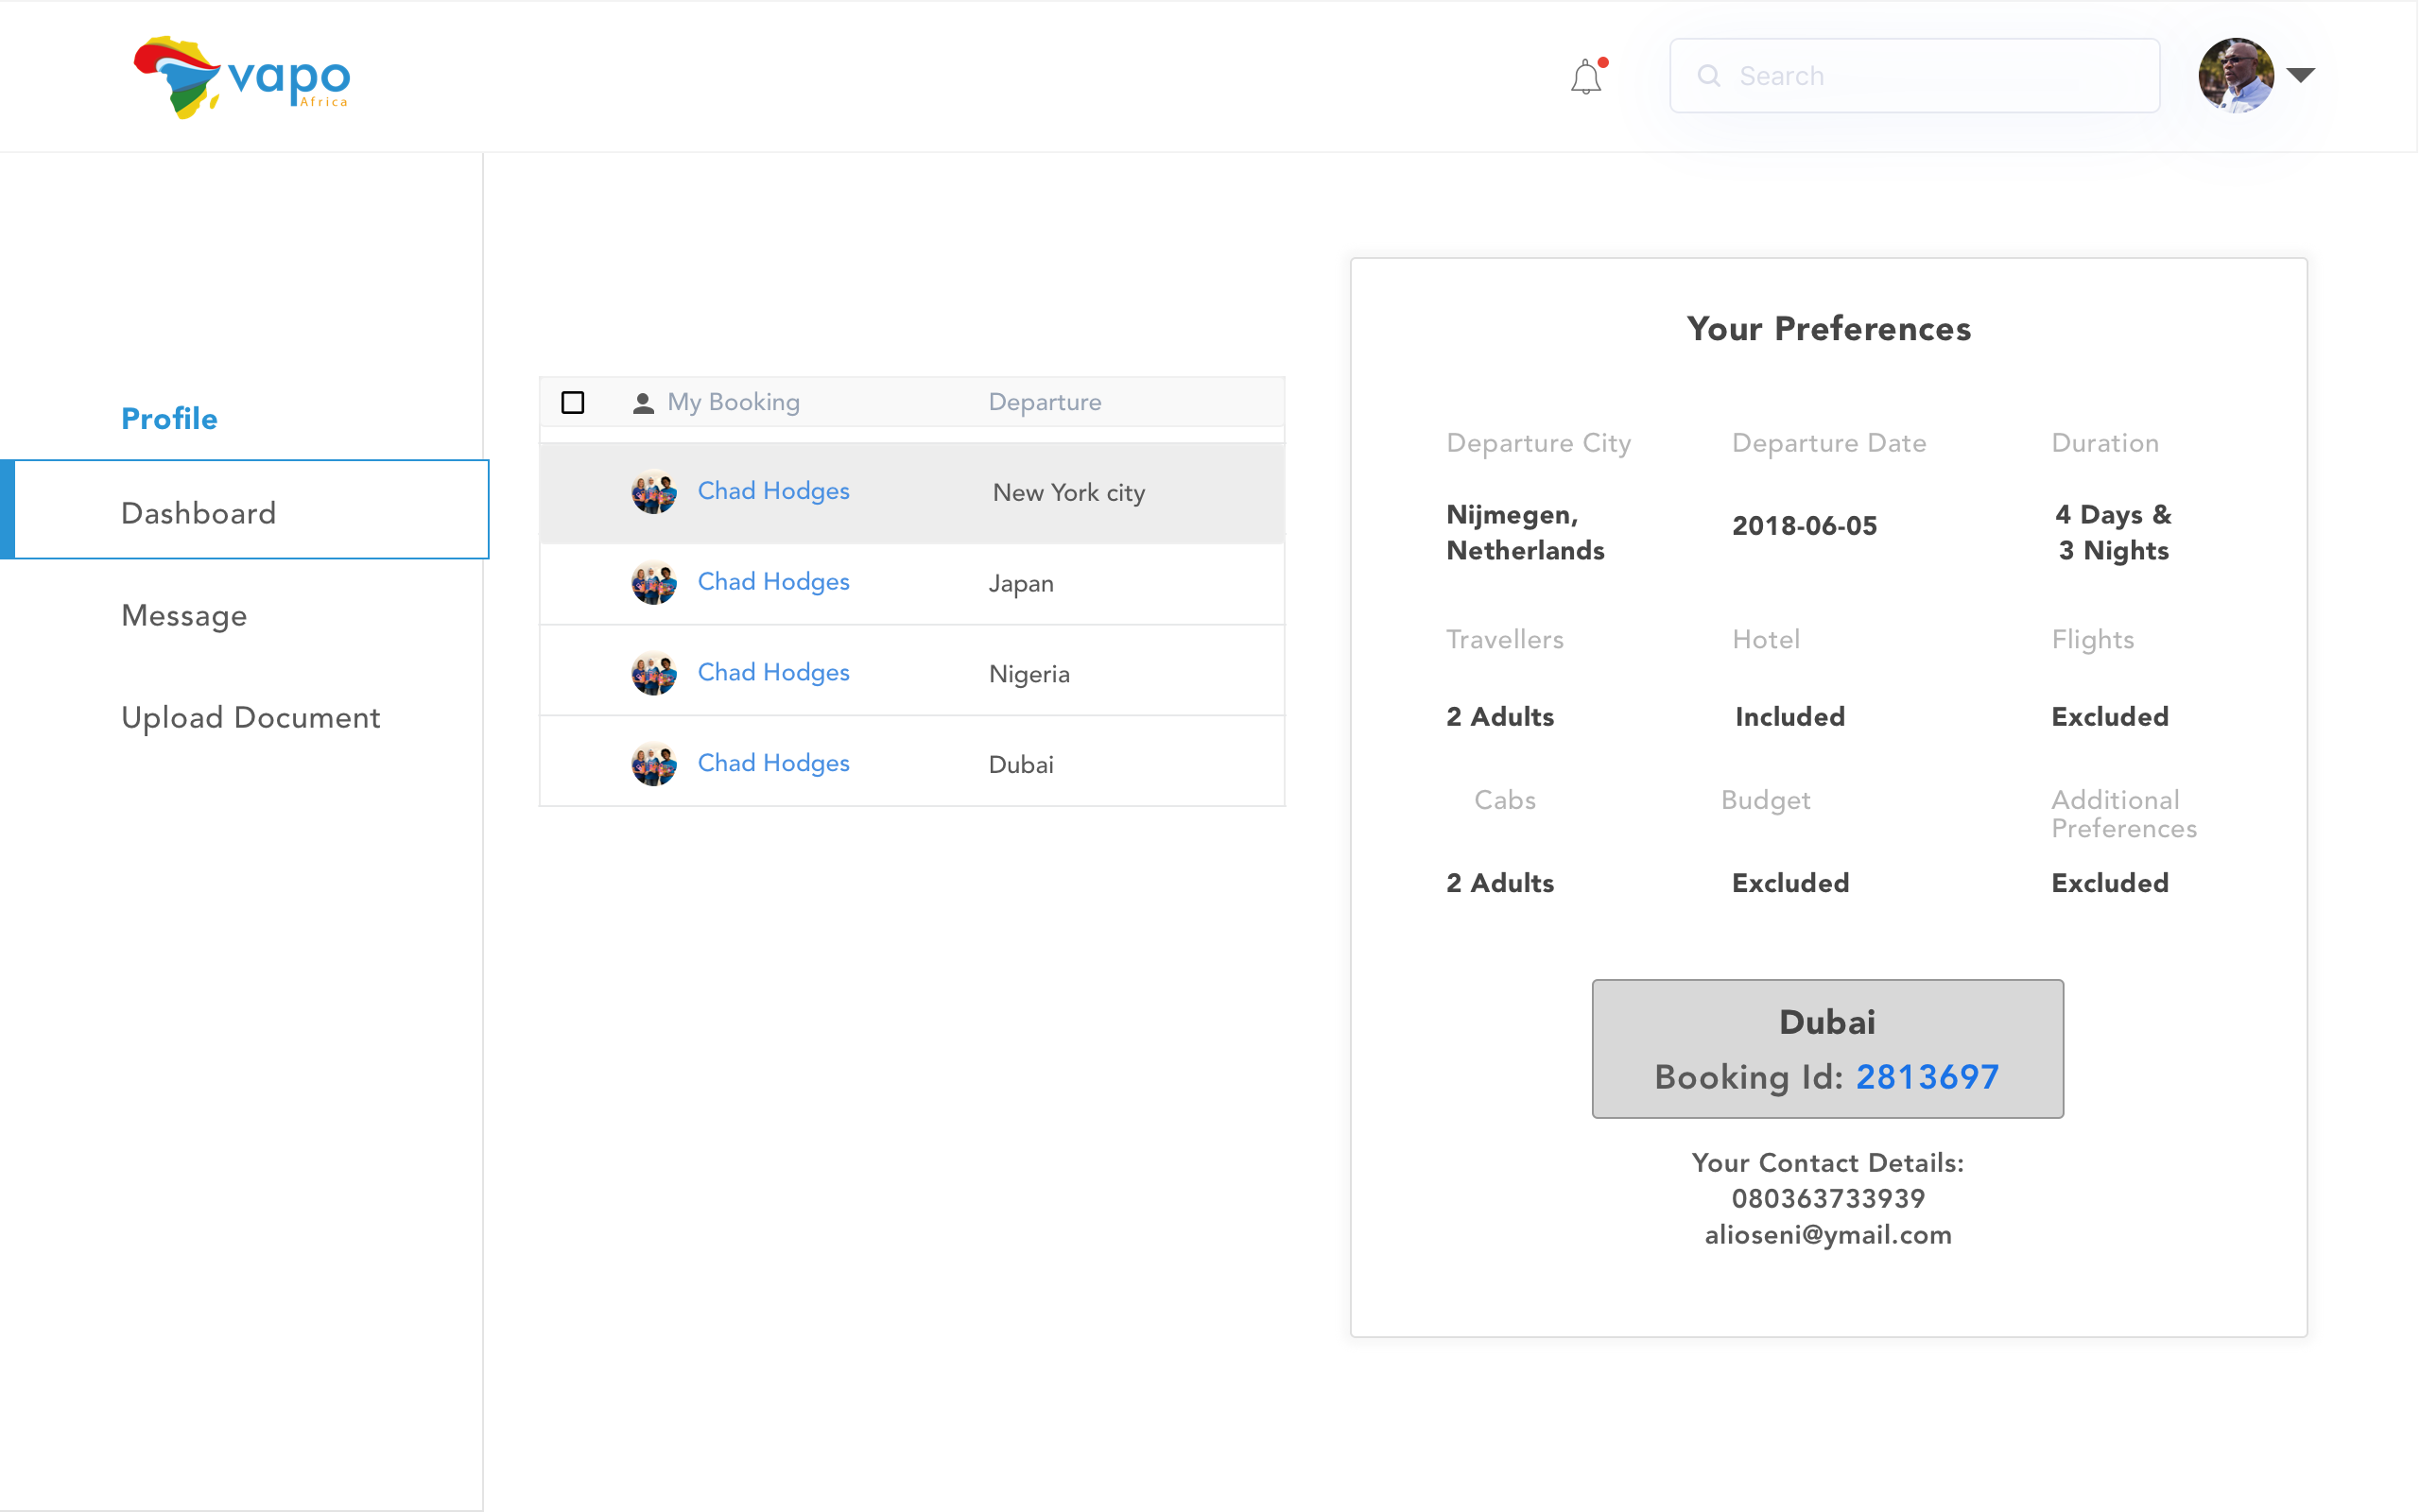 vapo
Africa
Search
Profile
Dashboard
Message
Upload Document
My Booking Departure
Chad Hodges New York city
Chad Hodges Japan
Chad Hodges Nigeria
Chad Hodges Dubai
Your Preferences
Departure City Departure Date Duration
Nijmegen, 2018-06-05 4 Days &
Netherlands 3 Nights
Travellers Hotel Flights
2 Adults Included Excluded
Cabs Budget Additional
Preferences
2 Adults Excluded Excluded
Dubai
Booking Id: 2813697
Your Contact Details:
080363733939
alioseni@ymail.com